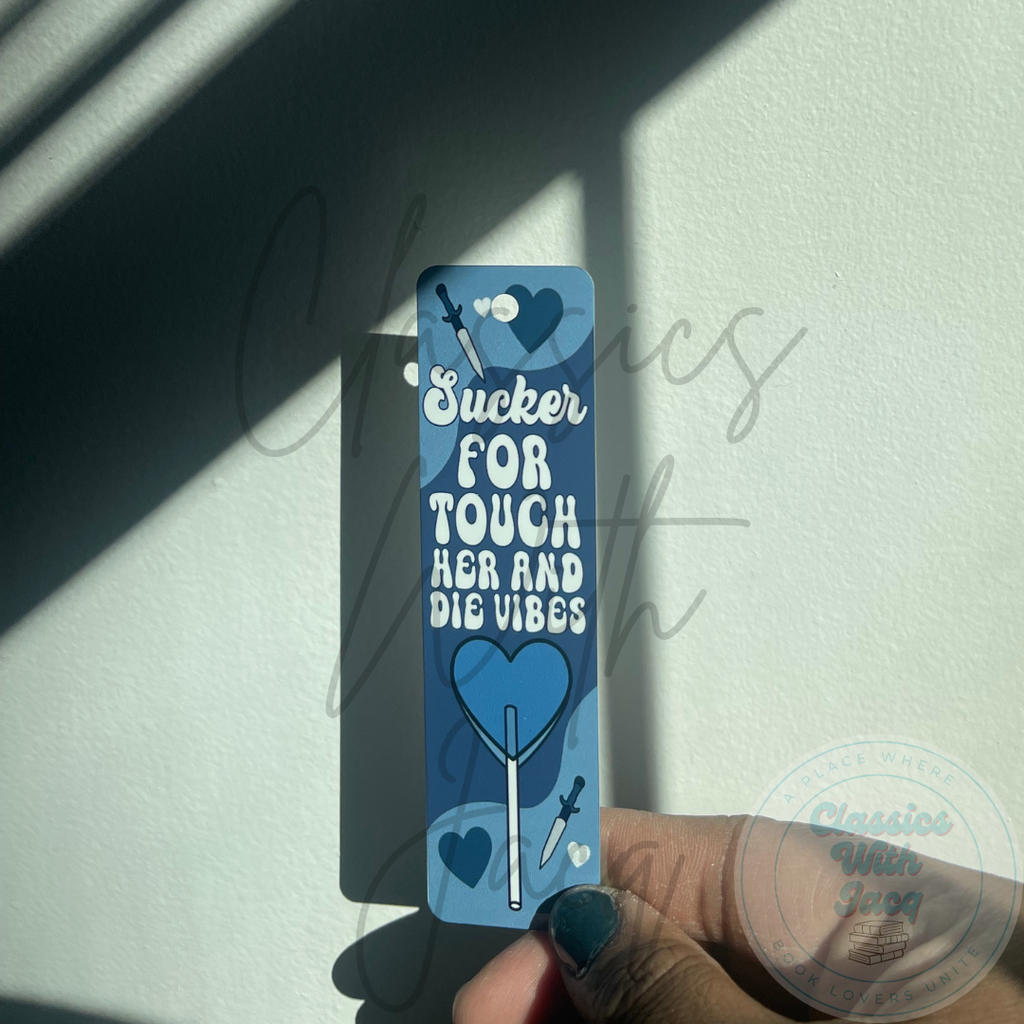 Sucker
FOR
TOUCH
HER AND
DIE VIBES
Classics
With
Jacq
A PLACE WHERE
Classics
With
Jacq
BOOK LOVERS UNITE